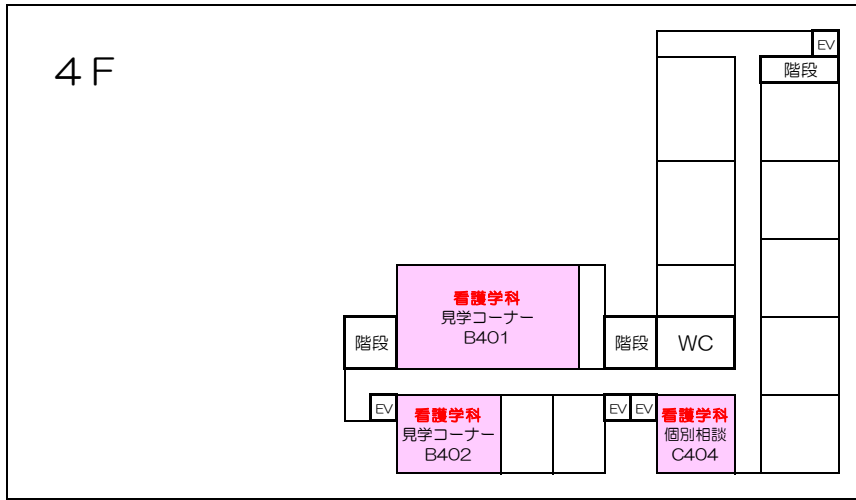 4F
EV
階段
看護学科
見学コーナー
B401
階段
階段
WC
EV
看護学科
見学コーナー
B402
EV
EV
看護学科
個別相談
C404